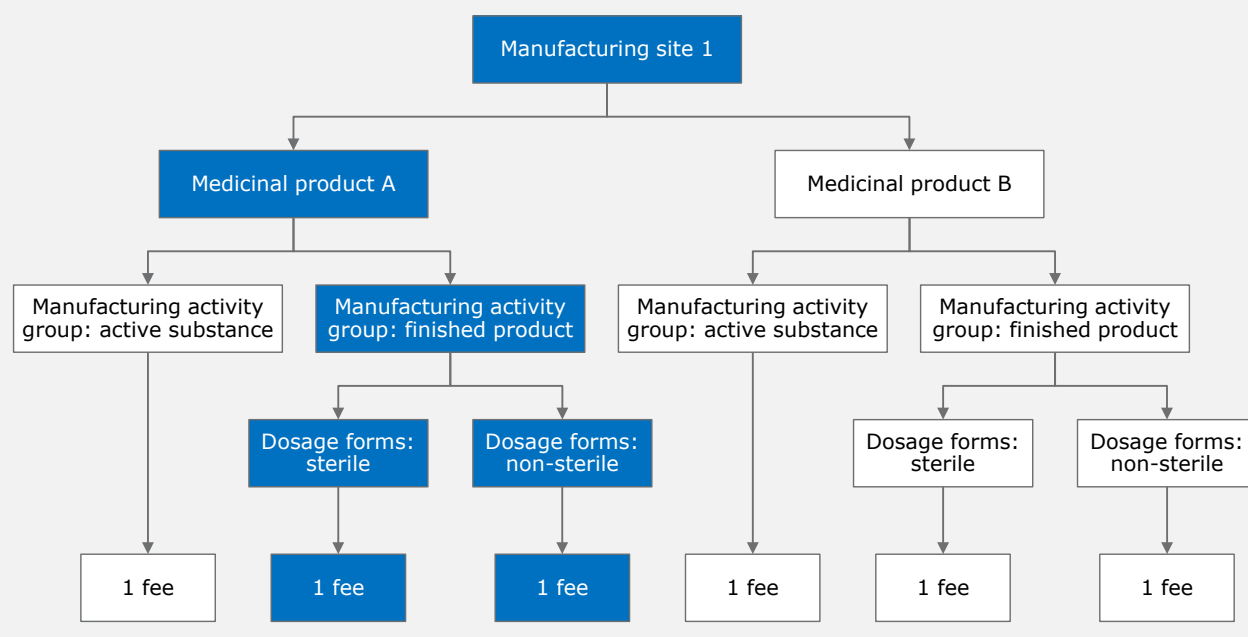 Manufacturing site 1
Medicinal product A
Medicinal product B
Manufacturing activity
group: active substance
Manufacturing activity
group: finished product
Manufacturing activity
group: active substance
Manufacturing activity
group: finished product
Dosage forms:
sterile
Dosage forms:
non-sterile
Dosage forms:
sterile
Dosage forms:
non-sterile
1 fee
1 fee
1 fee
1 fee
1 fee
1 fee